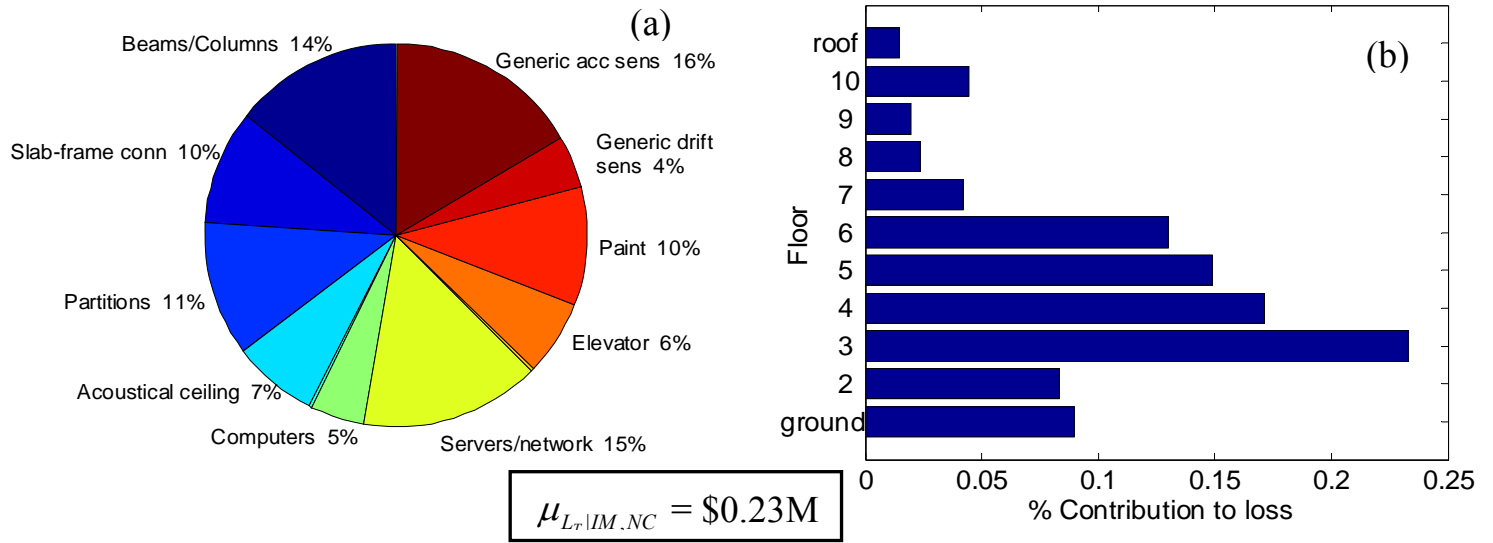 (a)
Beams/Columns 14%
Generic acc sens 16%
Slab-frame conn 10%
Generic drift
sens 4%
Paint 10%
Partitions 11%
Elevator 6%
Acoustical ceiling 7%
Computers 5%
Servers/network 15%
μ_{L_T|IM,NC} = $0.23M
(b)
Floor
roof
10
9
8
7
6
5
4
3
2
ground
0 0.05 0.1 0.15 0.2 0.25
% Contribution to loss